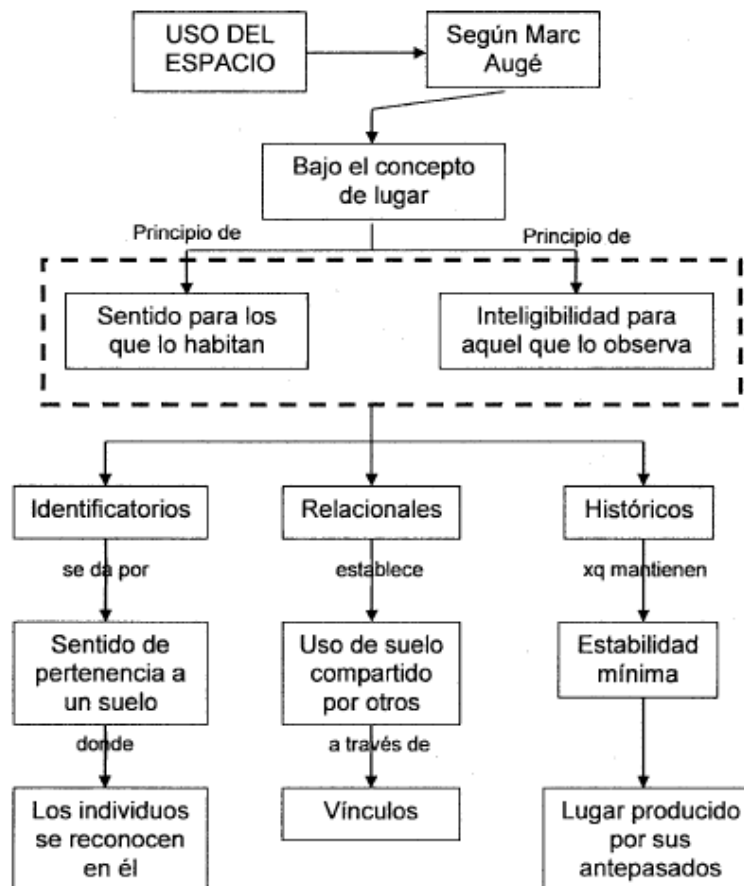 USO DEL
ESPACIO
Según Marc
Augé
Bajo el concepto
de lugar
Principio de
Principio de
Sentido para los
que lo habitan
Inteligibilidad para
aquel que lo observa
Identificatorios
Relacionales
Históricos
se da por
establece
xq mantienen
Sentido de
pertenencia a
un suelo
Uso de suelo
compartido
por otros
Estabilidad
mínima
donde
a través de
Los individuos
se reconocen
en él
Vínculos
Lugar producido
por sus
antepasados